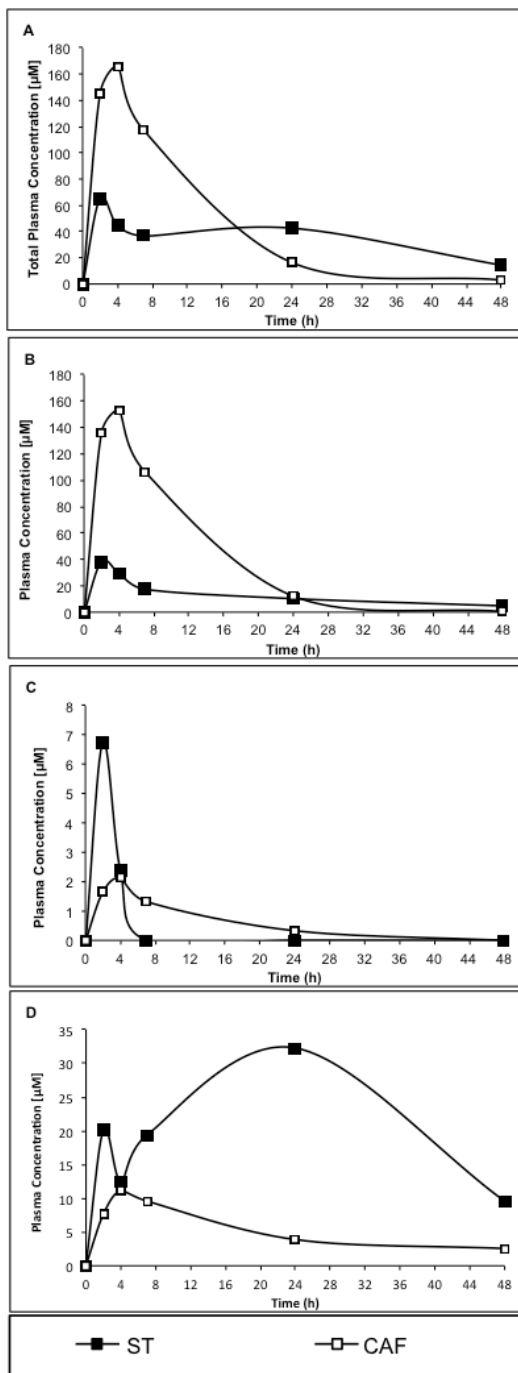 A
Total Plasma Concentration [µM]
180
160
140
120
100
80
60
40
20
0
0 4 8 12 16 20 24 28 32 36 40 44 48
Time (h)
B
Plasma Concentration [µM]
180
160
140
120
100
80
60
40
20
0
0 4 8 12 16 20 24 28 32 36 40 44 48
Time (h)
C
Plasma Concentration [µM]
8
7
6
5
4
3
2
1
0
0 4 8 12 16 20 24 28 32 36 40 44 48
Time (h)
D
Plasma Concentration [µM]
35
30
25
20
15
10
5
0
0 4 8 12 16 20 24 28 32 36 40 44 48
Time (h)
ST CAF